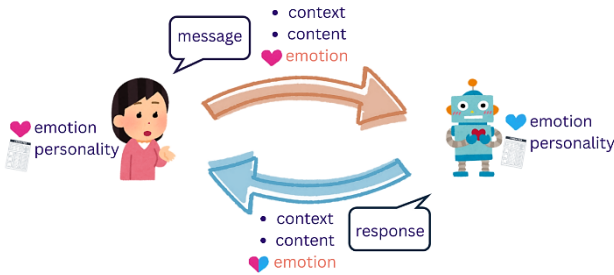 • context
message
• content
emotion
emotion
personality
emotion
personality
• context
• content
response
emotion